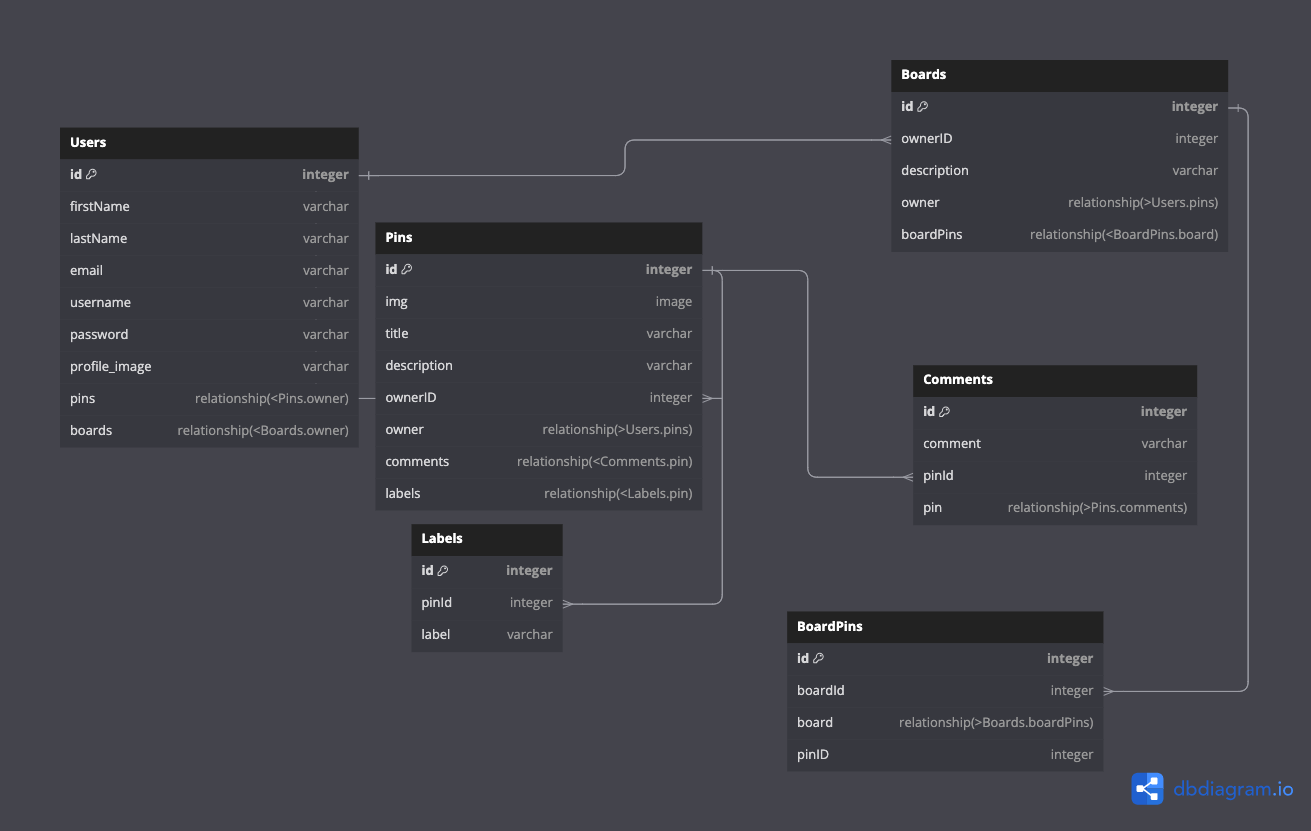 Boards
id integer
ownerID integer
description varchar
owner relationship(>Users.pins)
boardPins relationship(<BoardPins.board)
Users
id integer
firstName varchar
lastName varchar
email varchar
username varchar
password varchar
profile_image varchar
pins relationship(<Pins.owner)
boards relationship(<Boards.owner)
Pins
id integer
img image
title varchar
description varchar
ownerID integer
owner relationship(>Users.pins)
comments relationship(<Comments.pin)
labels relationship(<Labels.pin)
Comments
id integer
comment varchar
pinId integer
pin relationship(>Pins.comments)
Labels
id integer
pinId integer
label varchar
BoardPins
id integer
boardId integer
board relationship(>Boards.boardPins)
pinID integer
dbdiagram.io